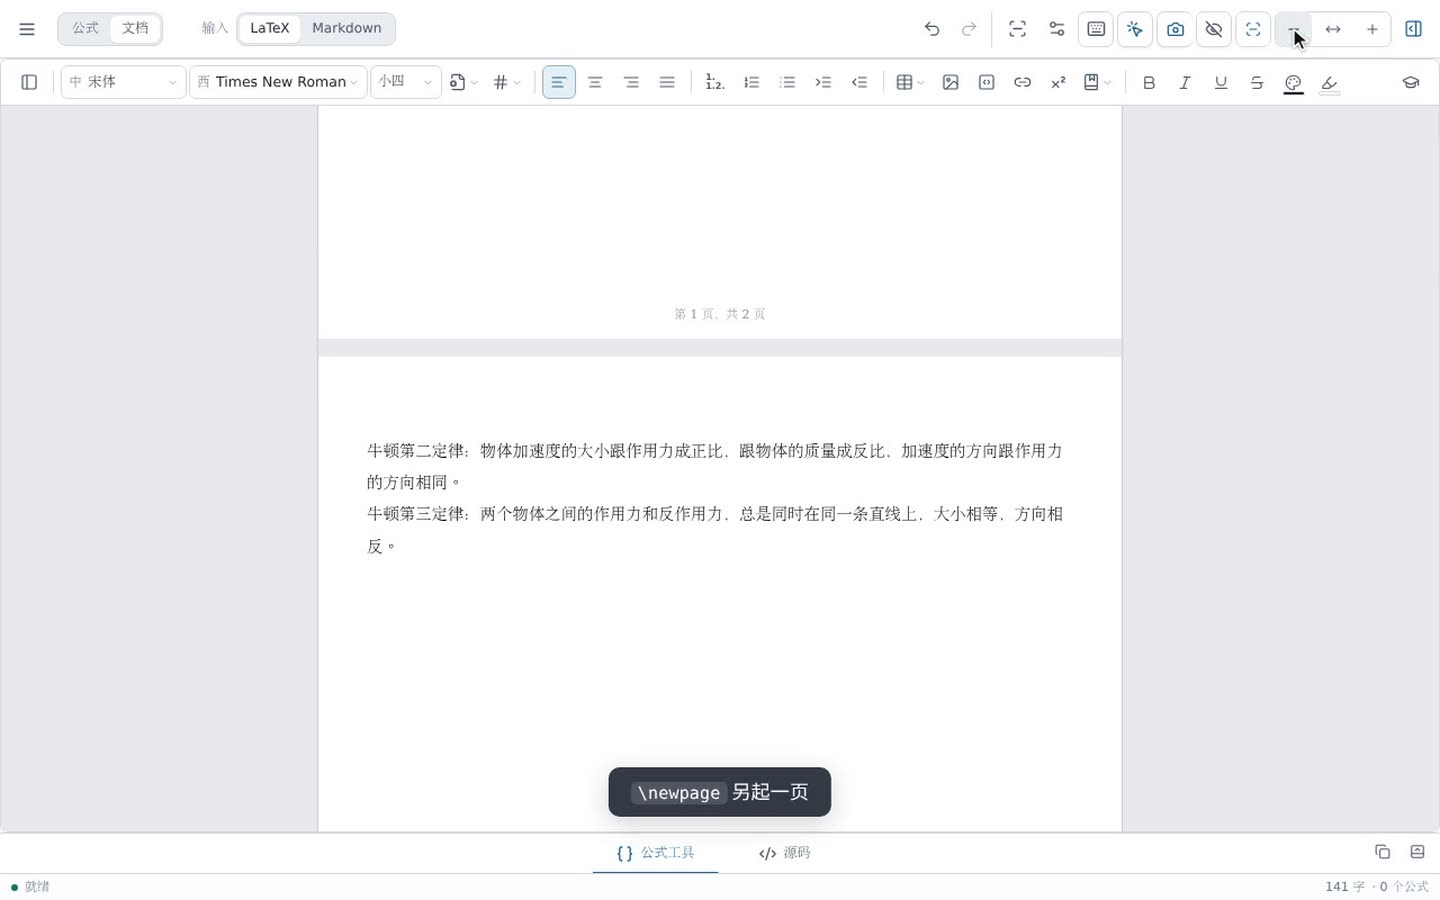 公式 文档 输入 LaTeX Markdown
中 宋体 西 Times New Roman 小四
第 1 页，共 2 页
牛顿第二定律：物体加速度的大小跟作用力成正比，跟物体的质量成反比，加速度的方向跟作用力
的方向相同。
牛顿第三定律：两个物体之间的作用力和反作用力，总是同时在同一条直线上，大小相等，方向相
反。
\newpage 另起一页
{} 公式工具 </> 源码
就绪 141 字 · 0 个公式